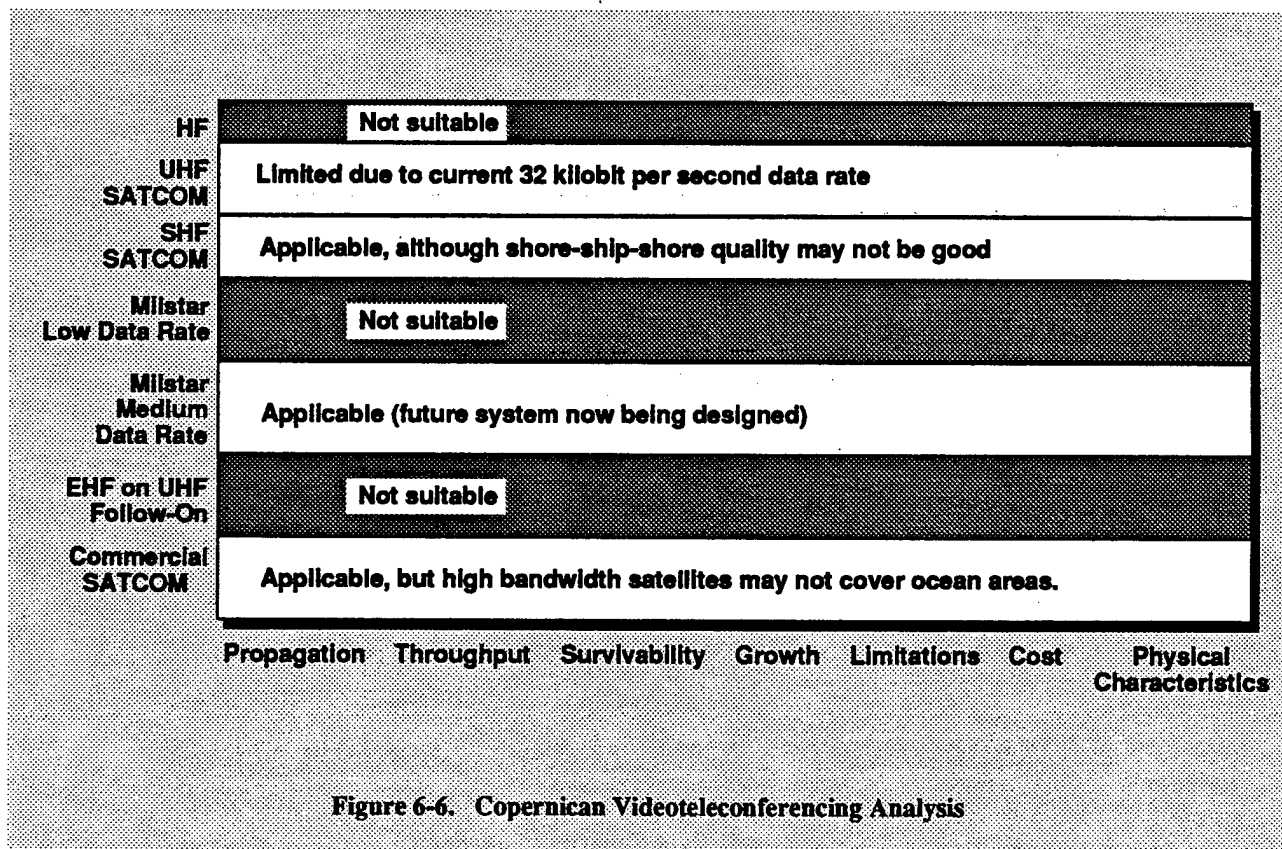 HF
Not suitable
UHF
SATCOM
Limited due to current 32 kilobit per second data rate
SHF
SATCOM
Applicable, although shore-ship-shore quality may not be good
Milstar
Low Data Rate
Not suitable
Milstar
Medium
Data Rate
Applicable (future system now being designed)
EHF on UHF
Follow-On
Not suitable
Commercial
SATCOM
Applicable, but high bandwidth satellites may not cover ocean areas.
Propagation Throughput Survivability Growth Limitations Cost Physical
Characteristics
Figure 6-6. Copernican Videoteleconferencing Analysis